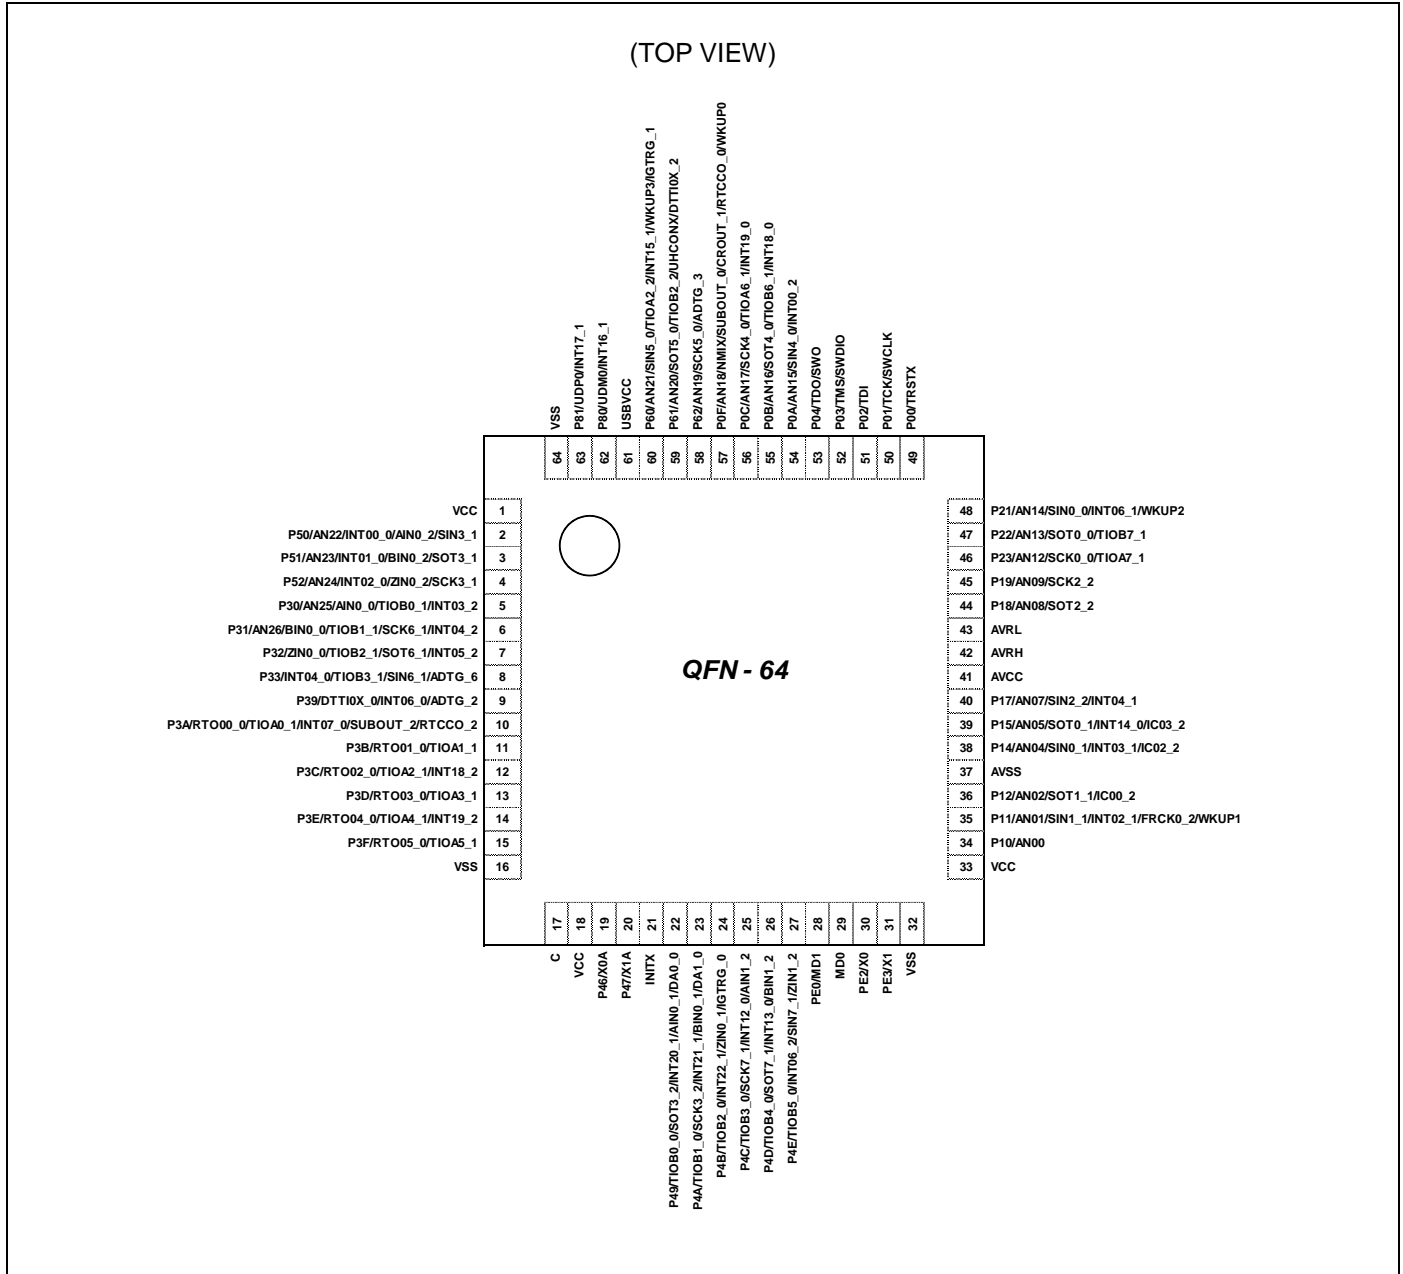 (TOP VIEW)
VSS
P81/UDP0/INT17_1
P80/UDM0/INT16_1
USBVCC
P60/AN21/SIN5_0/TIOA2_2/INT15_1/WKUP3/IGTRG_1
P61/AN20/SOT5_0/TIOB2_2/UHCONX/DTTI0X_2
P62/AN19/SCK5_0/ADTG_3
P0F/AN18/NMIX/SUBOUT_0/CROUT_1/RTCCO_0/WKUP0
P0C/AN17/SCK4_0/TIOA6_1/INT19_0
P0B/AN16/SOT4_0/TIOB6_1/INT18_0
P0A/AN15/SIN4_0/INT00_2
P04/TDO/SWO
P03/TMS/SWDIO
P02/TDI
P01/TCK/SWCLK
P00/TRSTX
64 63 62 61 60 59 58 57 56 55 54 53 52 51 50 49
VCC 1
P50/AN22/INT00_0/AIN0_2/SIN3_1 2
P51/AN23/INT01_0/BIN0_2/SOT3_1 3
P52/AN24/INT02_0/ZIN0_2/SCK3_1 4
P30/AN25/AIN0_0/TIOB0_1/INT03_2 5
P31/AN26/BIN0_0/TIOB1_1/SCK6_1/INT04_2 6
P32/ZIN0_0/TIOB2_1/SOT6_1/INT05_2 7
P33/INT04_0/TIOB3_1/SIN6_1/ADTG_6 8
P39/DTTI0X_0/INT06_0/ADTG_2 9
P3A/RTO00_0/TIOA0_1/INT07_0/SUBOUT_2/RTCCO_2 10
P3B/RTO01_0/TIOA1_1 11
P3C/RTO02_0/TIOA2_1/INT18_2 12
P3D/RTO03_0/TIOA3_1 13
P3E/RTO04_0/TIOA4_1/INT19_2 14
P3F/RTO05_0/TIOA5_1 15
VSS 16
QFN - 64
48 P21/AN14/SIN0_0/INT06_1/WKUP2
47 P22/AN13/SOT0_0/TIOB7_1
46 P23/AN12/SCK0_0/TIOA7_1
45 P19/AN09/SCK2_2
44 P18/AN08/SOT2_2
43 AVRL
42 AVRH
41 AVCC
40 P17/AN07/SIN2_2/INT04_1
39 P15/AN05/SOT0_1/INT14_0/IC03_2
38 P14/AN04/SIN0_1/INT03_1/IC02_2
37 AVSS
36 P12/AN02/SOT1_1/IC00_2
35 P11/AN01/SIN1_1/INT02_1/FRCK0_2/WKUP1
34 P10/AN00
33 VCC
17 18 19 20 21 22 23 24 25 26 27 28 29 30 31 32
C
VCC
P46/X0A
P47/X1A
INITX
P49/TIOB0_0/SOT3_2/INT20_1/AIN0_1/DA0_0
P4A/TIOB1_0/SCK3_2/INT21_1/BIN0_1/DA1_0
P4B/TIOB2_0/INT22_1/ZIN0_1/IGTRG_0
P4C/TIOB3_0/SCK7_1/INT12_0/AIN1_2
P4D/TIOB4_0/SOT7_1/INT13_0/BIN1_2
P4E/TIOB5_0/INT06_2/SIN7_1/ZIN1_2
PE0/MD1
MD0
PE2/X0
PE3/X1
VSS